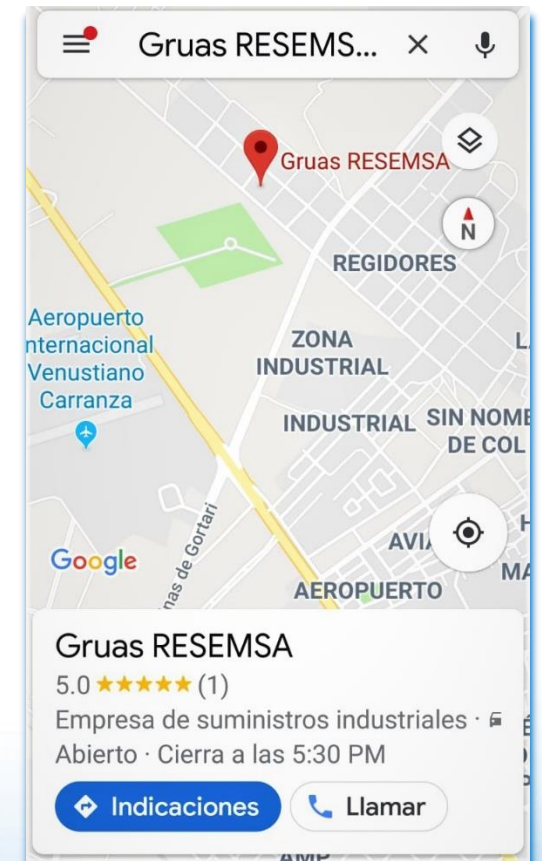 Gruas RESEMS...
Gruas RESEMSA
N
REGIDORES
Aeropuerto
nternacional
Venustiano
Carranza
ZONA
INDUSTRIAL
INDUSTRIAL
SIN NOME
DE COL
L
nas de Gortari
AVI
H
MA
Google
AEROPUERTO
Gruas RESEMSA
5.0 ★★★★★ (1)
Empresa de suministros industriales ·
Abierto · Cierra a las 5:30 PM
Indicaciones
Llamar
AMP